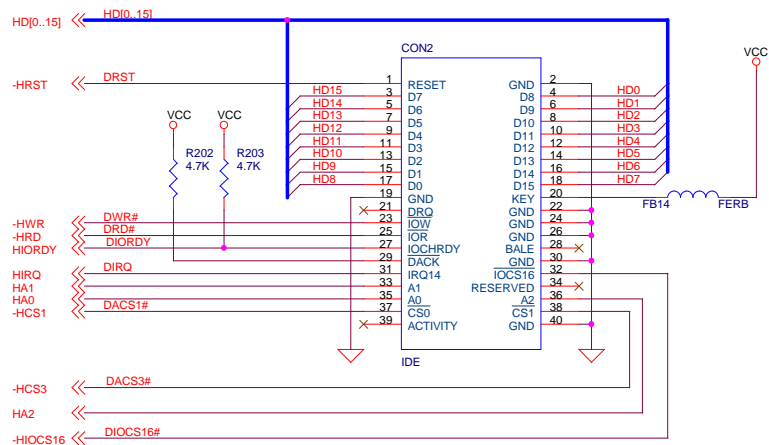 HD[0..15] HD[0..15]
CON2
VCC
-HRST DRST 1 RESET GND 2
HD15 3 D7 D8 4 HD0
HD14 5 D6 D9 6 HD1
VCC VCC HD13 7 D5 D10 8 HD2
HD12 9 D4 D11 10 HD3
HD11 11 D3 D12 12 HD4
R202 R203 HD10 13 D2 D13 14 HD5
4.7K 4.7K HD9 15 D1 D14 16 HD6
HD8 17 D0 D15 18 HD7
19 GND KEY 20
FB14 FERB
21 DRQ GND 22
-HWR DWR# 23 IOW GND 24
-HRD DRD# 25 IOR GND 26
HIORDY DIORDY 27 IOCHRDY BALE 28
29 DACK GND 30
HIRQ DIRQ 31 IRQ14 IOCS16 32
HA1 33 A1 RESERVED 34
HA0 35 A0 A2 36
-HCS1 DACS1# 37 CS0 CS1 38
39 ACTIVITY GND 40
IDE
-HCS3 DACS3#
HA2
-HIOCS16 DIOCS16#